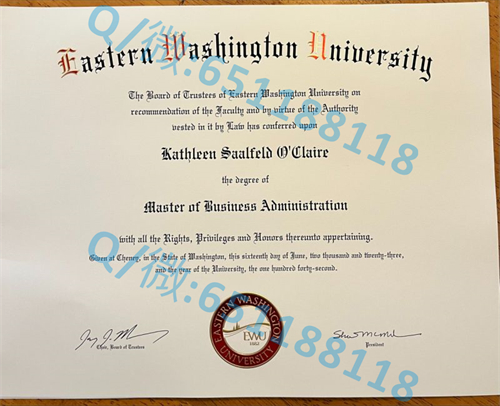 Eastern Washington University
Q/微:651188118
The Board of Trustees of Eastern Washington University on
recommendation of the Faculty and by virtue of the Authority
vested in it by Law has conferred upon
Kathleen Saalfeld O'Claire
the degree of
Master of Business Administration
with all the Rights, Privileges and Honors thereunto appertaining.
Given at Cheney, in the State of Washington, this sixteenth day of June, two thousand and twenty-three,
and the year of the University, the one hundred forty-second.
Q/微:651188118
EASTERN WASHINGTON
EWU
1882
UNIVERSITY
Chair, Board of Trustees
President